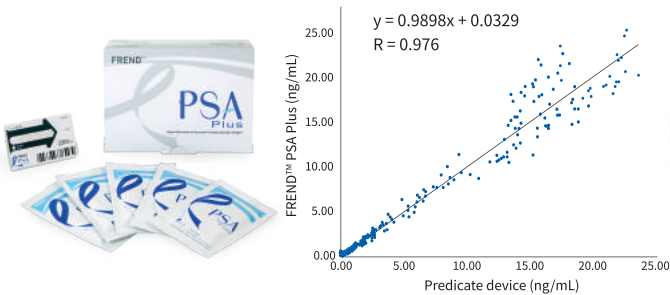 FREND™
PSA
Plus
PSA
y = 0.9898x + 0.0329
R = 0.976
FREND™ PSA Plus (ng/mL)
25.00
20.00
15.00
10.00
5.00
0.00
0.00 5.00 10.00 15.00 20.00 25.00
Predicate device (ng/mL)